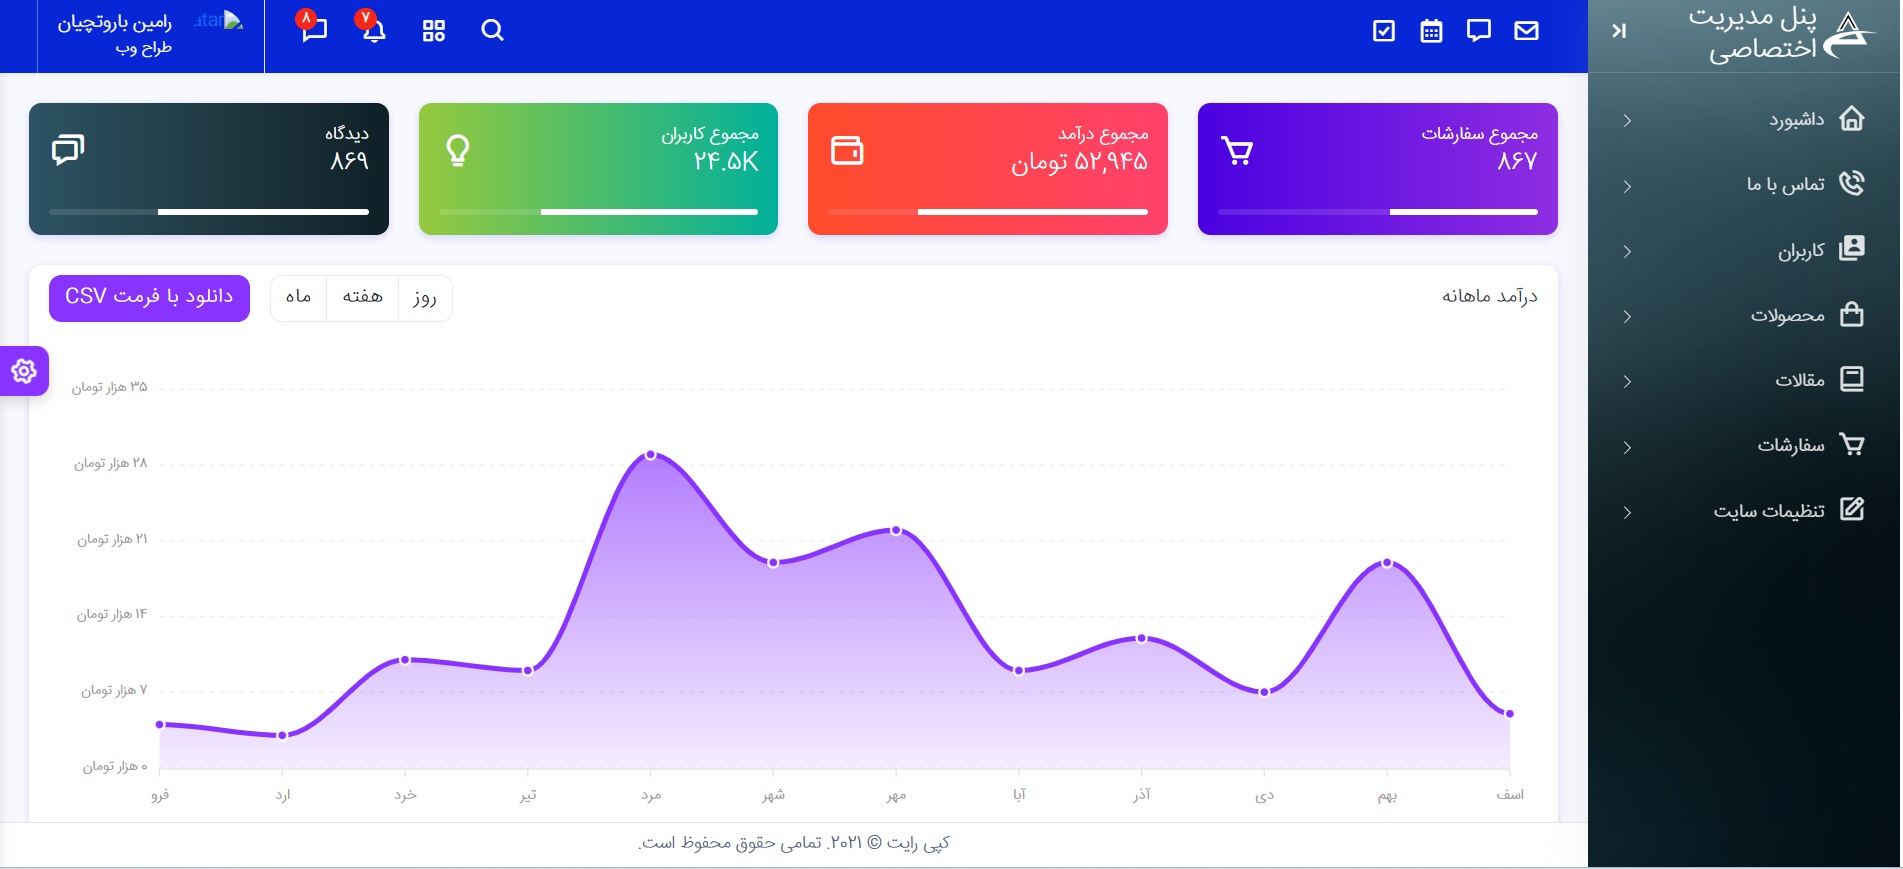 پنل مدیریت
اختصاصی
داشبورد
تماس با ما
کاربران
محصولات
مقالات
سفارشات
تنظیمات سایت
۷
۸
رامین باروتچیان
طراح وب
مجموع سفارشات
۸۶۷
مجموع درآمد
۵۲,۹۴۵ تومان
مجموع کاربران
۲۴.۵K
دیدگاه
۸۶۹
درآمد ماهانه
روز
هفته
ماه
دانلود با فرمت CSV
۳۵ هزار تومان
۲۸ هزار تومان
۲۱ هزار تومان
۱۴ هزار تومان
۷ هزار تومان
۰ هزار تومان
فرو
ارد
خرد
تیر
مرد
شهر
مهر
آبا
آذر
دی
بهم
اسف
کپی رایت © ۲۰۲۱. تمامی حقوق محفوظ است.